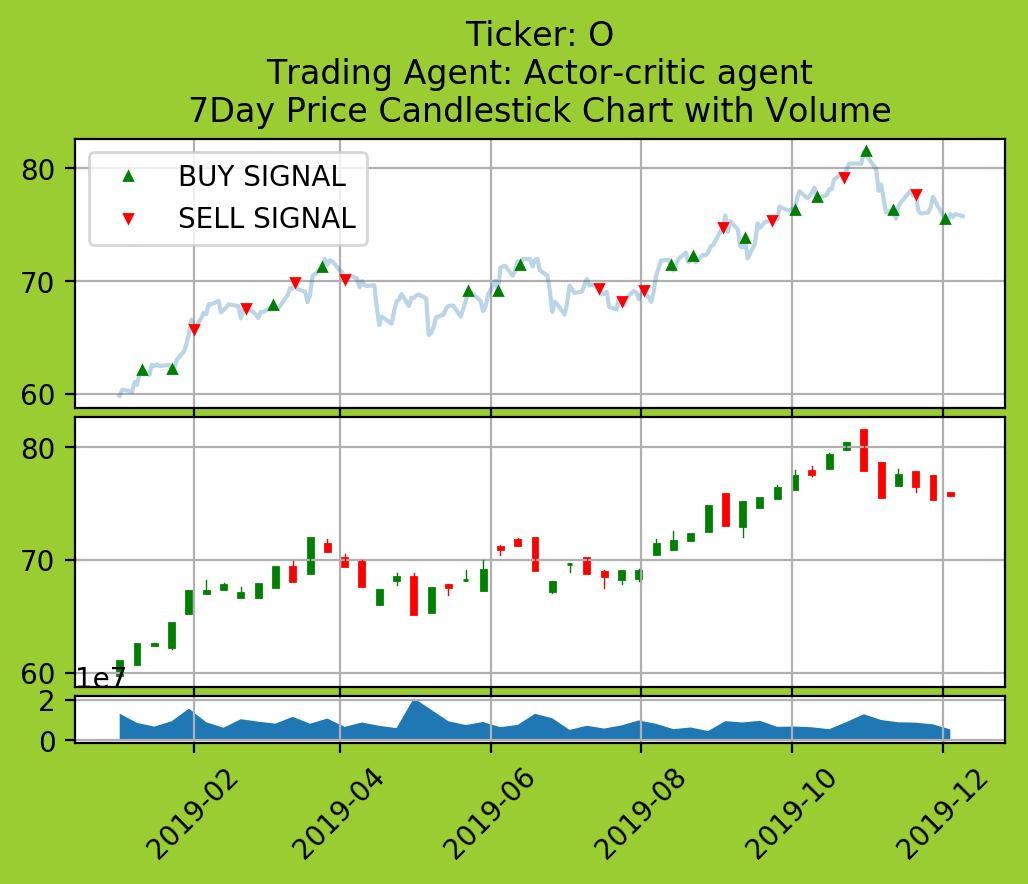 Ticker: O
Trading Agent: Actor-critic agent
7Day Price Candlestick Chart with Volume
BUY SIGNAL
SELL SIGNAL
80
70
60
80
70
60
1e7
2
0
2019-02
2019-04
2019-06
2019-08
2019-10
2019-12